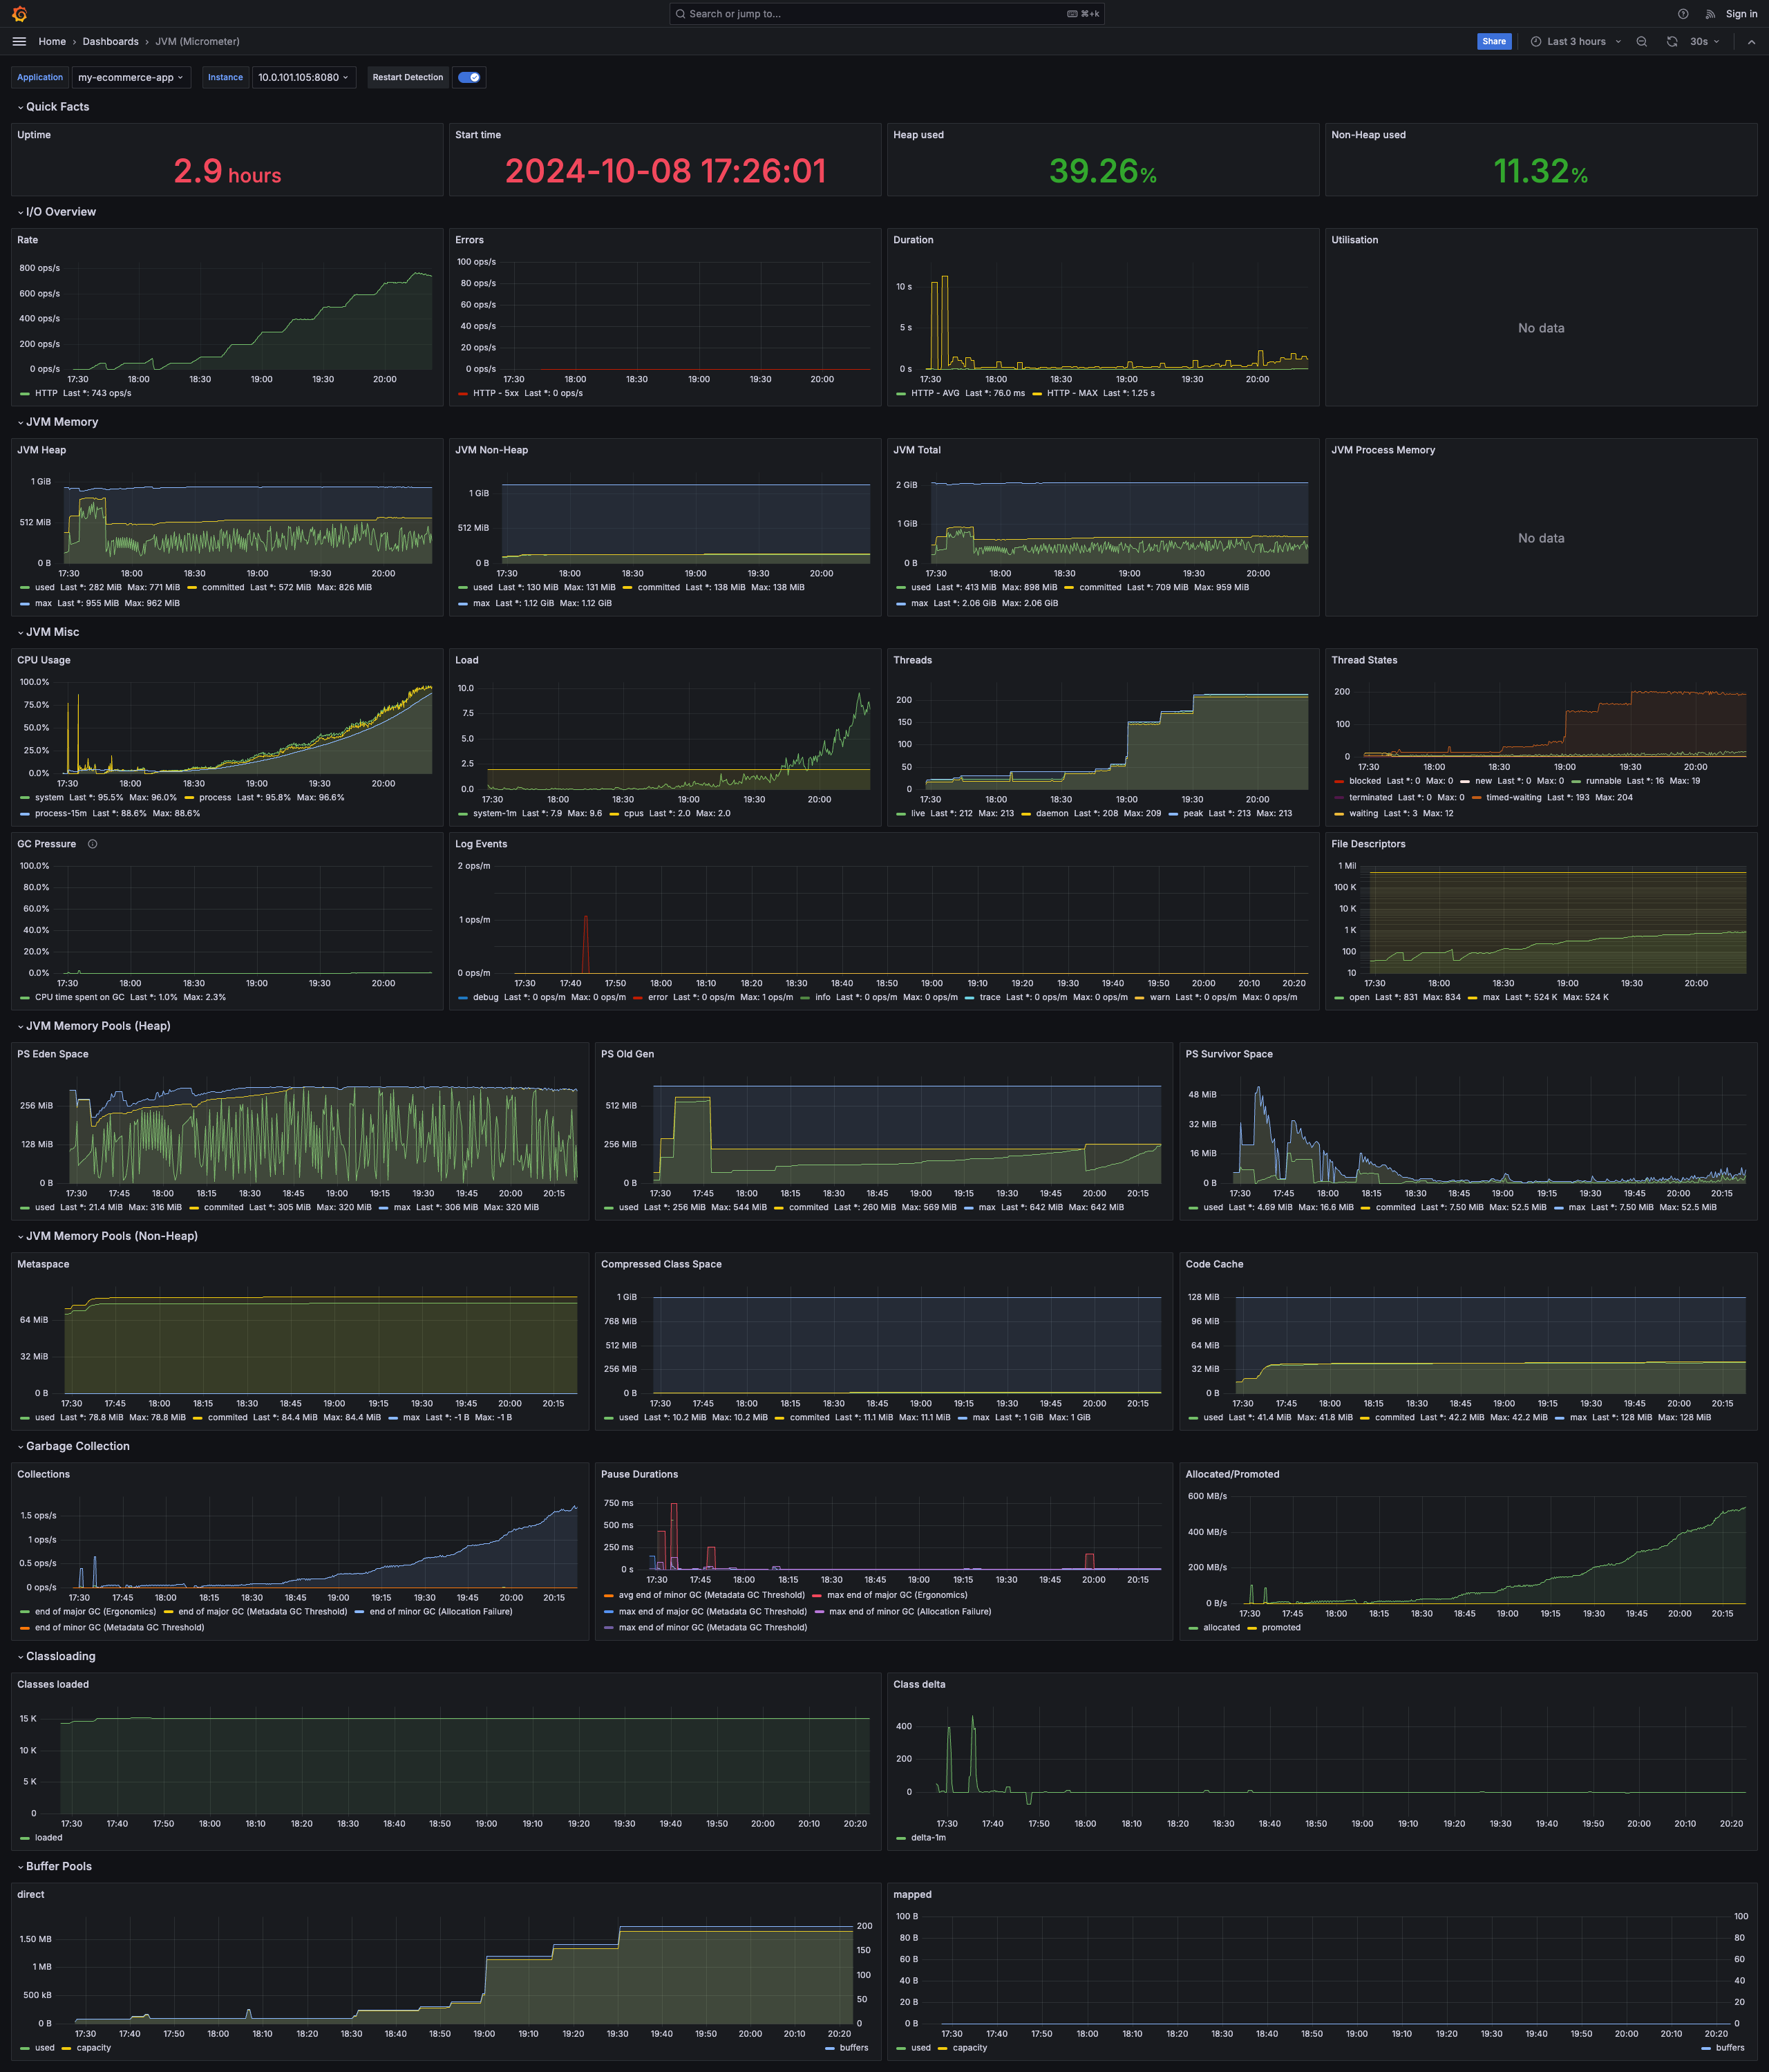 Search or jump to... ⌘+k Sign in
Home › Dashboards › JVM (Micrometer) Share Last 3 hours 30s
Application my-ecommerce-app Instance 10.0.101.105:8080 Restart Detection
Quick Facts
Uptime Start time Heap used Non-Heap used
2.9 hours 2024-10-08 17:26:01 39.26% 11.32%
I/O Overview
Rate
800 ops/s
600 ops/s
400 ops/s
200 ops/s
0 ops/s
17:30 18:00 18:30 19:00 19:30 20:00
HTTP Last *: 743 ops/s
Errors
100 ops/s
80 ops/s
60 ops/s
40 ops/s
20 ops/s
0 ops/s
17:30 18:00 18:30 19:00 19:30 20:00
HTTP - 5xx Last *: 0 ops/s
Duration
10 s
5 s
0 s
17:30 18:00 18:30 19:00 19:30 20:00
HTTP - AVG Last *: 76.0 ms HTTP - MAX Last *: 1.25 s
Utilisation
No data
JVM Memory
JVM Heap
1 GiB
512 MiB
0 B
17:30 18:00 18:30 19:00 19:30 20:00
used Last *: 282 MiB Max: 771 MiB committed Last *: 572 MiB Max: 826 MiB
max Last *: 955 MiB Max: 962 MiB
JVM Non-Heap
1 GiB
512 MiB
0 B
17:30 18:00 18:30 19:00 19:30 20:00
used Last *: 130 MiB Max: 131 MiB committed Last *: 138 MiB Max: 138 MiB
max Last *: 1.12 GiB Max: 1.12 GiB
JVM Total
2 GiB
1 GiB
0 B
17:30 18:00 18:30 19:00 19:30 20:00
used Last *: 413 MiB Max: 898 MiB committed Last *: 709 MiB Max: 959 MiB
max Last *: 2.06 GiB Max: 2.06 GiB
JVM Process Memory
No data
JVM Misc
CPU Usage
100.0%
75.0%
50.0%
25.0%
0.0%
17:30 18:00 18:30 19:00 19:30 20:00
system Last *: 95.5% Max: 96.0% process Last *: 95.8% Max: 96.6%
process-15m Last *: 88.6% Max: 88.6%
Load
10.0
7.5
5.0
2.5
0.0
17:30 18:00 18:30 19:00 19:30 20:00
system-1m Last *: 7.9 Max: 9.6 cpus Last *: 2.0 Max: 2.0
Threads
200
150
100
50
0
17:30 18:00 18:30 19:00 19:30 20:00
live Last *: 212 Max: 213 daemon Last *: 208 Max: 209 peak Last *: 213 Max: 213
Thread States
200
100
0
17:30 18:00 18:30 19:00 19:30 20:00
blocked Last *: 0 Max: 0 new Last *: 0 Max: 0 runnable Last *: 16 Max: 19
terminated Last *: 0 Max: 0 timed-waiting Last *: 193 Max: 204
waiting Last *: 3 Max: 12
GC Pressure
100.0%
80.0%
60.0%
40.0%
20.0%
0.0%
17:30 18:00 18:30 19:00 19:30 20:00
CPU time spent on GC Last *: 1.0% Max: 2.3%
Log Events
2 ops/m
1 ops/m
0 ops/m
17:30 17:40 17:50 18:00 18:10 18:20 18:30 18:40 18:50 19:00 19:10 19:20 19:30 19:40 19:50 20:00 20:10 20:20
debug Last *: 0 ops/m Max: 0 ops/m error Last *: 0 ops/m Max: 1 ops/m info Last *: 0 ops/m Max: 0 ops/m trace Last *: 0 ops/m Max: 0 ops/m warn Last *: 0 ops/m Max: 0 ops/m
File Descriptors
1 Mil
100 K
10 K
1 K
100
10
17:30 18:00 18:30 19:00 19:30 20:00
open Last *: 831 Max: 834 max Last *: 524 K Max: 524 K
JVM Memory Pools (Heap)
PS Eden Space
256 MiB
128 MiB
0 B
17:30 17:45 18:00 18:15 18:30 18:45 19:00 19:15 19:30 19:45 20:00 20:15
used Last *: 21.4 MiB Max: 316 MiB commited Last *: 305 MiB Max: 320 MiB max Last *: 306 MiB Max: 320 MiB
PS Old Gen
512 MiB
256 MiB
0 B
17:30 17:45 18:00 18:15 18:30 18:45 19:00 19:15 19:30 19:45 20:00 20:15
used Last *: 256 MiB Max: 544 MiB commited Last *: 260 MiB Max: 569 MiB max Last *: 642 MiB Max: 642 MiB
PS Survivor Space
48 MiB
32 MiB
16 MiB
0 B
17:30 17:45 18:00 18:15 18:30 18:45 19:00 19:15 19:30 19:45 20:00 20:15
used Last *: 4.69 MiB Max: 16.6 MiB commited Last *: 7.50 MiB Max: 52.5 MiB max Last *: 7.50 MiB Max: 52.5 MiB
JVM Memory Pools (Non-Heap)
Metaspace
64 MiB
32 MiB
0 B
17:30 17:45 18:00 18:15 18:30 18:45 19:00 19:15 19:30 19:45 20:00 20:15
used Last *: 78.8 MiB Max: 78.8 MiB commited Last *: 84.4 MiB Max: 84.4 MiB max Last *: -1 B Max: -1 B
Compressed Class Space
1 GiB
768 MiB
512 MiB
256 MiB
0 B
17:30 17:45 18:00 18:15 18:30 18:45 19:00 19:15 19:30 19:45 20:00 20:15
used Last *: 10.2 MiB Max: 10.2 MiB commited Last *: 11.1 MiB Max: 11.1 MiB max Last *: 1 GiB Max: 1 GiB
Code Cache
128 MiB
96 MiB
64 MiB
32 MiB
0 B
17:30 17:45 18:00 18:15 18:30 18:45 19:00 19:15 19:30 19:45 20:00 20:15
used Last *: 41.4 MiB Max: 41.8 MiB commited Last *: 42.2 MiB Max: 42.2 MiB max Last *: 128 MiB Max: 128 MiB
Garbage Collection
Collections
1.5 ops/s
1 ops/s
0.5 ops/s
0 ops/s
17:30 17:45 18:00 18:15 18:30 18:45 19:00 19:15 19:30 19:45 20:00 20:15
end of major GC (Ergonomics) end of major GC (Metadata GC Threshold) end of minor GC (Allocation Failure)
end of minor GC (Metadata GC Threshold)
Pause Durations
750 ms
500 ms
250 ms
0 s
17:30 17:45 18:00 18:15 18:30 18:45 19:00 19:15 19:30 19:45 20:00 20:15
avg end of minor GC (Metadata GC Threshold) max end of major GC (Ergonomics)
max end of major GC (Metadata GC Threshold) max end of minor GC (Allocation Failure)
max end of minor GC (Metadata GC Threshold)
Allocated/Promoted
600 MB/s
400 MB/s
200 MB/s
0 B/s
17:30 17:45 18:00 18:15 18:30 18:45 19:00 19:15 19:30 19:45 20:00 20:15
allocated promoted
Classloading
Classes loaded
15 K
10 K
5 K
0
17:30 17:40 17:50 18:00 18:10 18:20 18:30 18:40 18:50 19:00 19:10 19:20 19:30 19:40 19:50 20:00 20:10 20:20
loaded
Class delta
400
200
0
17:30 17:40 17:50 18:00 18:10 18:20 18:30 18:40 18:50 19:00 19:10 19:20 19:30 19:40 19:50 20:00 20:10 20:20
delta-1m
Buffer Pools
direct
1.50 MB 200
1 MB 150
500 kB 100
0 B 50
0
17:30 17:40 17:50 18:00 18:10 18:20 18:30 18:40 18:50 19:00 19:10 19:20 19:30 19:40 19:50 20:00 20:10 20:20
used capacity buffers
mapped
100 B 100
80 B 80
60 B 60
40 B 40
20 B 20
0 B 0
17:30 17:40 17:50 18:00 18:10 18:20 18:30 18:40 18:50 19:00 19:10 19:20 19:30 19:40 19:50 20:00 20:10 20:20
used capacity buffers